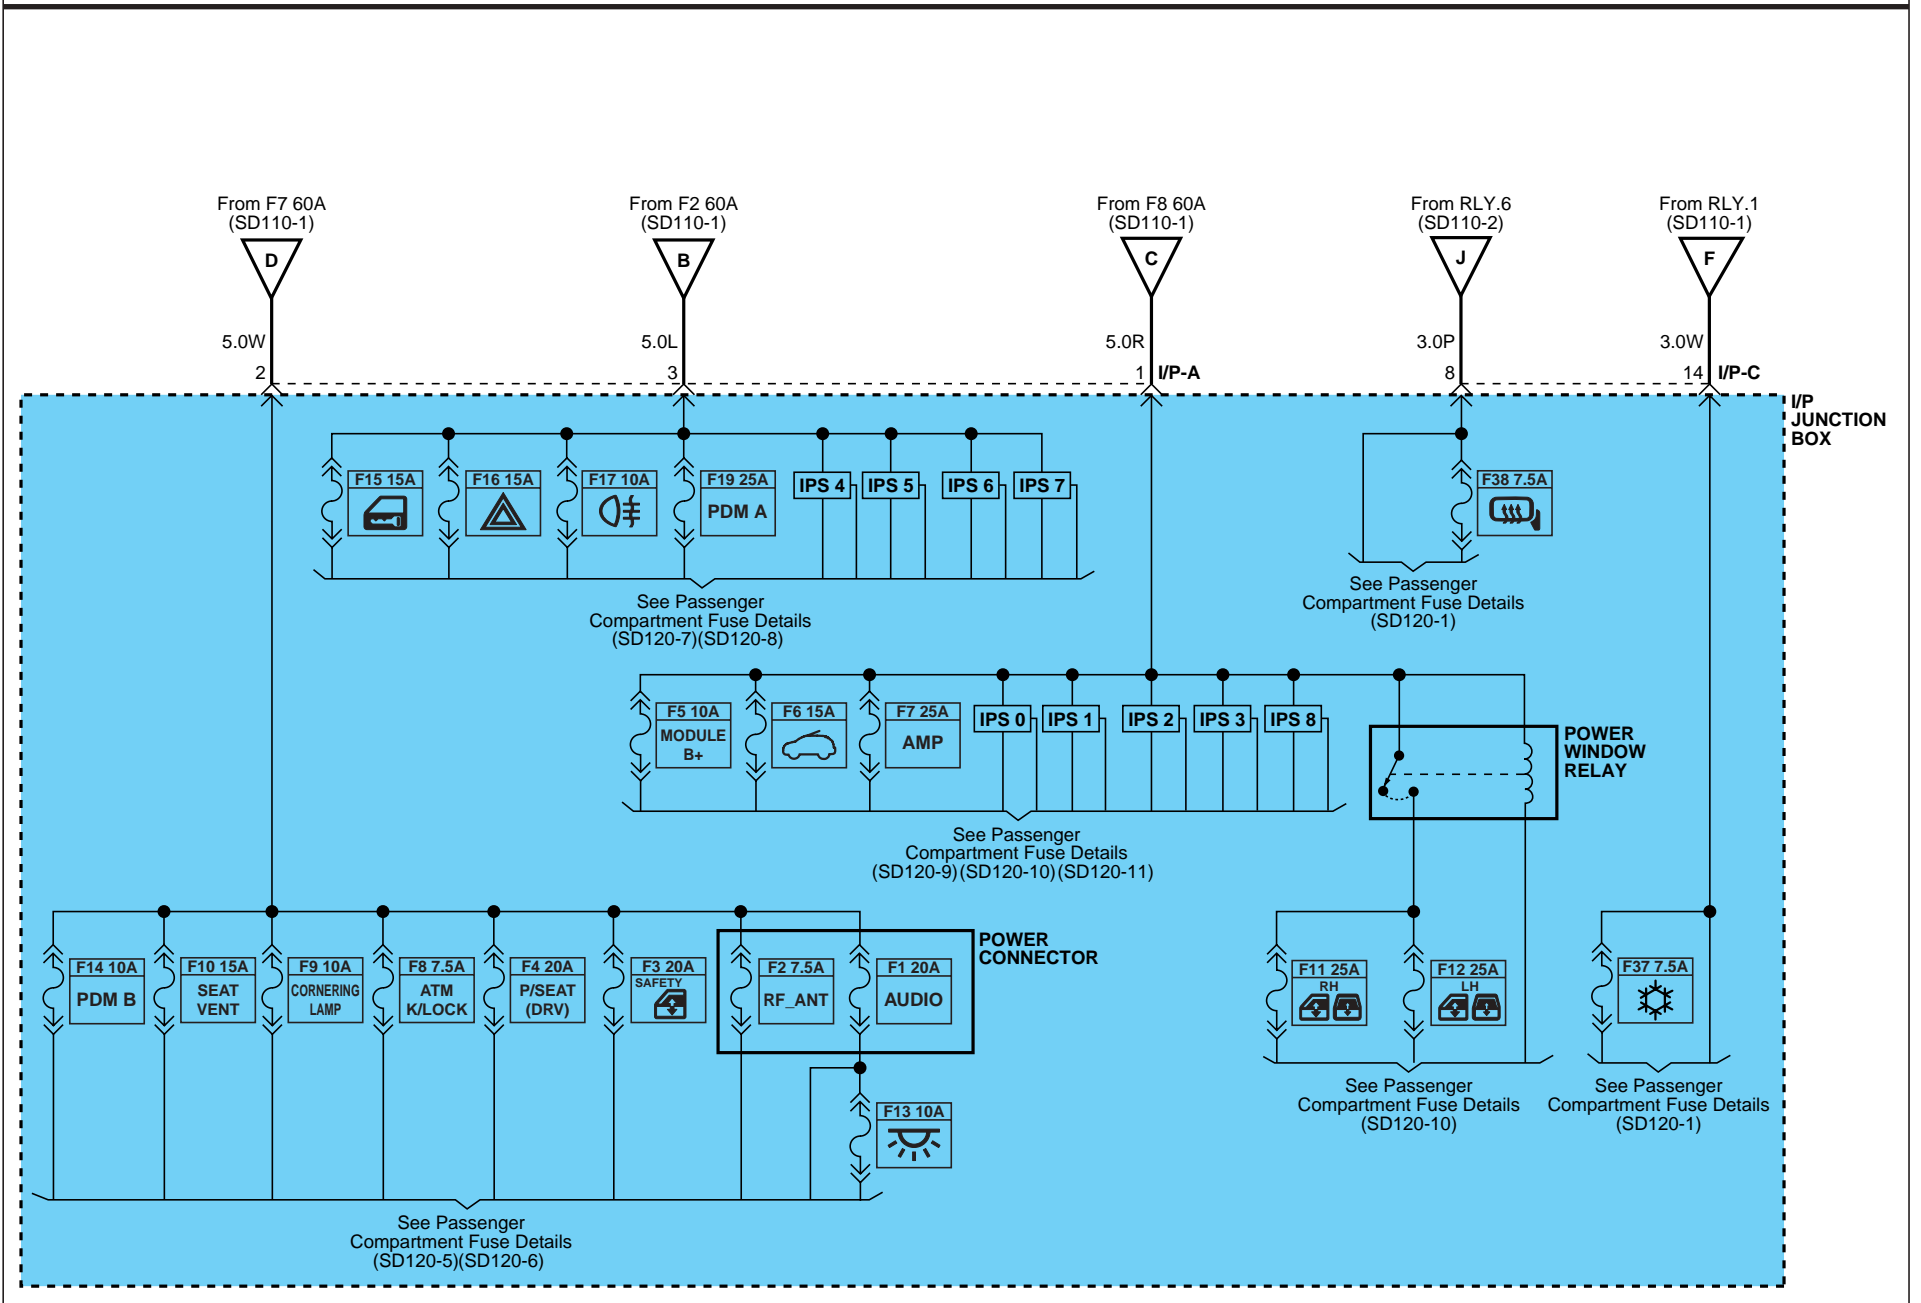 From F7 60A
(SD110-1)
From F2 60A
(SD110-1)
From F8 60A
(SD110-1)
From RLY.6
(SD110-2)
From RLY.1
(SD110-1)
D
B
C
J
F
5.0W
5.0L
5.0R
3.0P
3.0W
2
3
1 I/P-A
8
14 I/P-C
I/P
JUNCTION
BOX
F15 15A
F16 15A
F17 10A
F19 25A
PDM A
IPS 4
IPS 5
IPS 6
IPS 7
F38 7.5A
See Passenger
Compartment Fuse Details
(SD120-7)(SD120-8)
See Passenger
Compartment Fuse Details
(SD120-1)
F5 10A
MODULE
B+
F6 15A
F7 25A
AMP
IPS 0
IPS 1
IPS 2
IPS 3
IPS 8
POWER
WINDOW
RELAY
See Passenger
Compartment Fuse Details
(SD120-9)(SD120-10)(SD120-11)
F14 10A
PDM B
F10 15A
SEAT
VENT
F9 10A
CORNERING
LAMP
F8 7.5A
ATM
K/LOCK
F4 20A
P/SEAT
(DRV)
F3 20A
SAFETY
F2 7.5A
RF_ANT
F1 20A
AUDIO
POWER
CONNECTOR
F11 25A
RH
F12 25A
LH
F37 7.5A
F13 10A
See Passenger
Compartment Fuse Details
(SD120-10)
See Passenger
Compartment Fuse Details
(SD120-1)
See Passenger
Compartment Fuse Details
(SD120-5)(SD120-6)